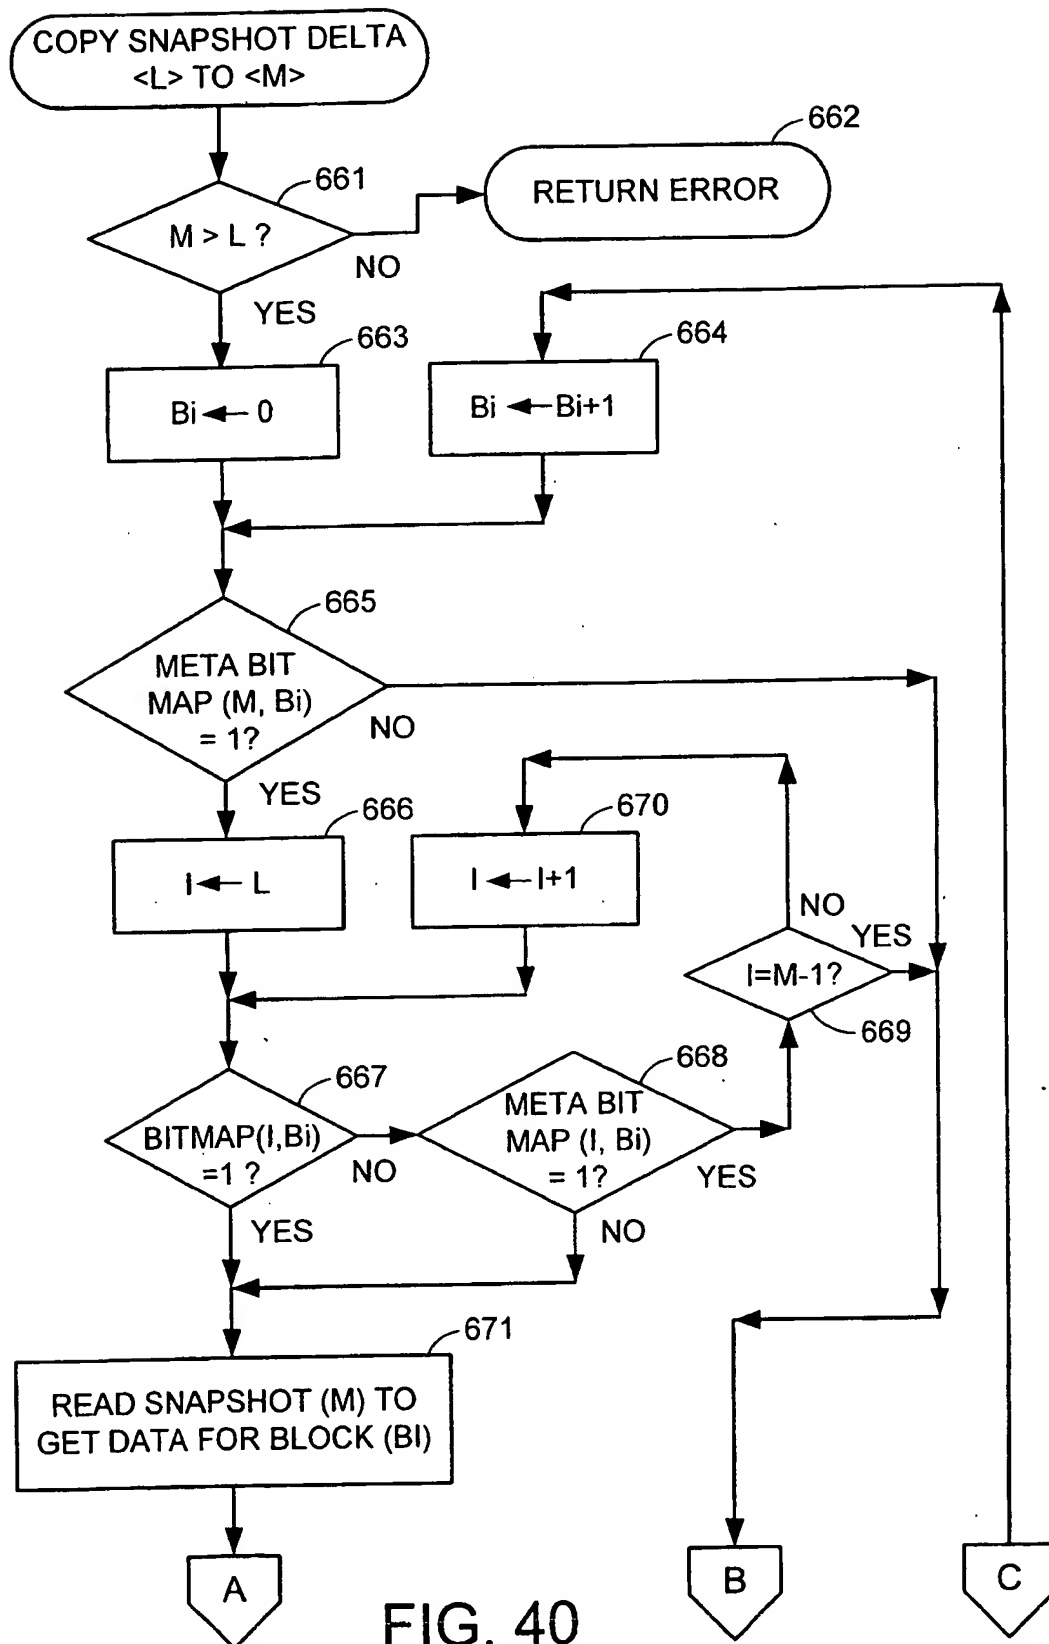 COPY SNAPSHOT DELTA
<L> TO <M>
662
RETURN ERROR
661
M > L ?
NO
YES
663
664
Bi ← 0
Bi ← Bi+1
665
META BIT
MAP (M, Bi)
= 1?
NO
YES
666
670
I ← L
I ← I+1
NO
YES
I=M-1?
669
667
668
BITMAP(I,Bi)
=1 ?
NO
META BIT
MAP (I, Bi)
= 1?
YES
YES
NO
671
READ SNAPSHOT (M) TO
GET DATA FOR BLOCK (BI)
A
B
C
FIG. 40